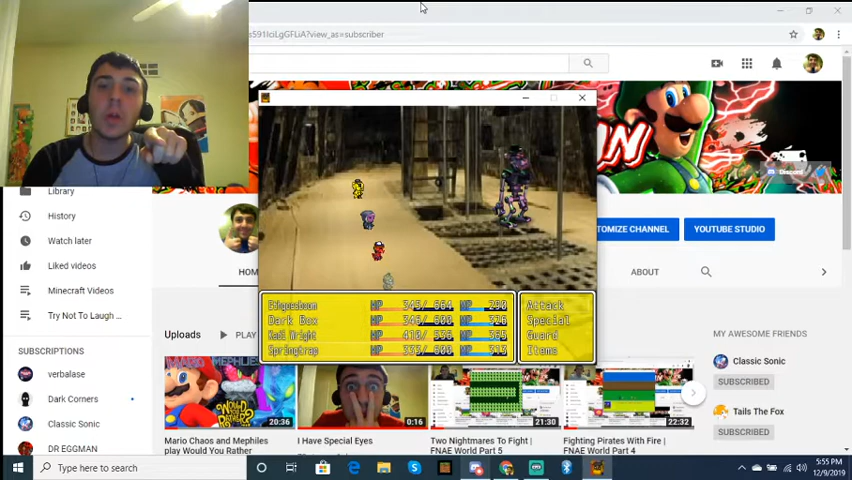 s591IciLgGFLiA?view_as=subscriber
Discord
Library
History
Watch later
Liked videos
Minecraft Videos
Try Not To Laugh
SUBSCRIPTIONS
verbalase
Dark Corners
Classic Sonic
DR EGGMAN
TOMIZE CHANNEL
YOUTUBE STUDIO
HO
ABOUT
Dark Box
Springtrap
Attack
Special
Guard
Items
Uploads
PLAY
MY AWESOME FRIENDS
Classic Sonic
SUBSCRIBED
Tails The Fox
SUBSCRIBED
20:36
0:16
22:32
Mario Chaos and Mephiles
play Would You Rather
I Have Special Eyes
Two Nightmares To Fight |
FNAE World Part 5
Fighting Pirates With Fire |
FNAE World Part 4
Type here to search
5:55 PM
12/9/2019